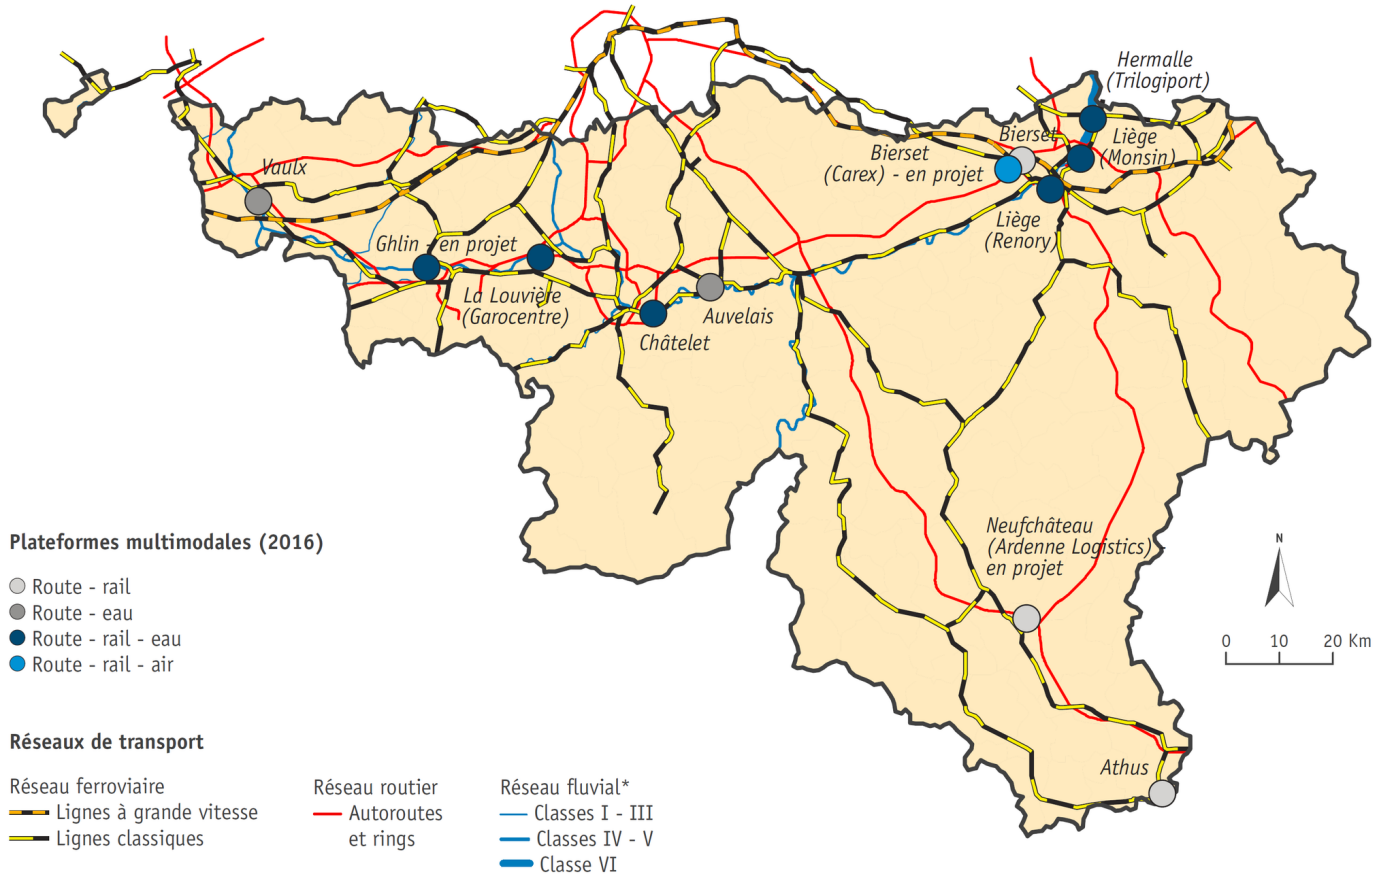 Hermalle
(Trilogiport)
Bierset
Liège
(Monsin)
Bierset
(Carex) - en projet
Vaulx
Liège
(Renory)
Ghlin - en projet
La Louvière
(Garocentre)
Auvelais
Châtelet
Neufchâteau
(Ardenne Logistics) -
en projet
Athus
N
0 10 20 Km
Plateformes multimodales (2016)
Route - rail
Route - eau
Route - rail - eau
Route - rail - air
Réseaux de transport
Réseau ferroviaire
Lignes à grande vitesse
Lignes classiques
Réseau routier
Autoroutes
et rings
Réseau fluvial*
Classes I - III
Classes IV - V
Classe VI